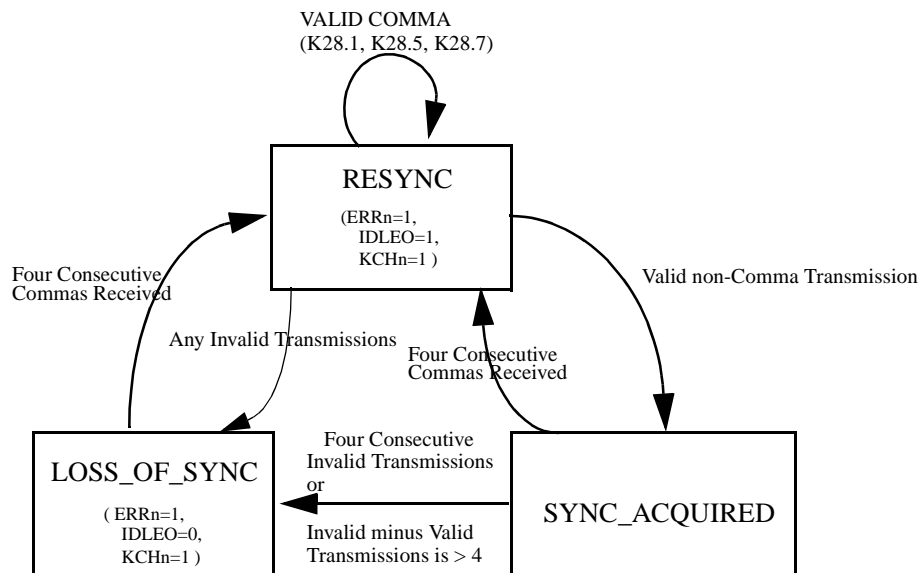 VALID COMMA
(K28.1, K28.5, K28.7)
RESYNC
(ERRn=1,
IDLEO=1,
KCHn=1 )
Four Consecutive
Commas Received
Valid non-Comma Transmission
Any Invalid Transmissions
Four Consecutive
Commas Received
LOSS_OF_SYNC
( ERRn=1,
IDLEO=0,
KCHn=1 )
Four Consecutive
Invalid Transmissions
or
Invalid minus Valid
Transmissions is > 4
SYNC_ACQUIRED